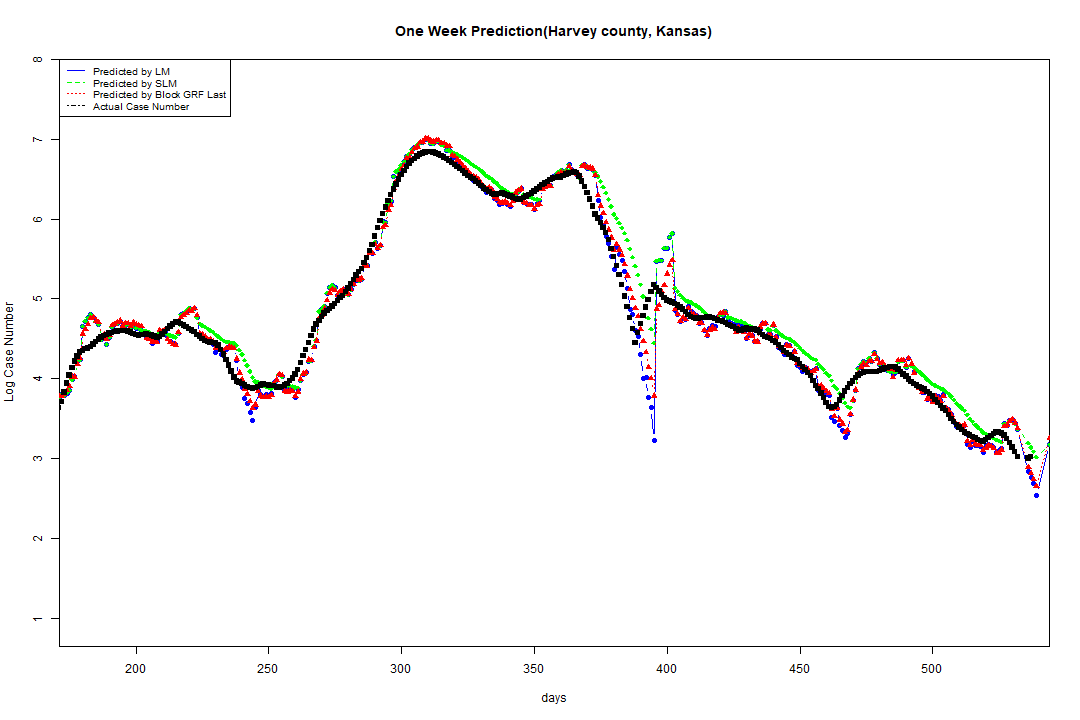 One Week Prediction(Harvey county, Kansas)
Predicted by LM
Predicted by SLM
Predicted by Block GRF Last
Actual Case Number
8
7
6
5
4
3
2
1
Log Case Number
200 250 300 350 400 450 500
days